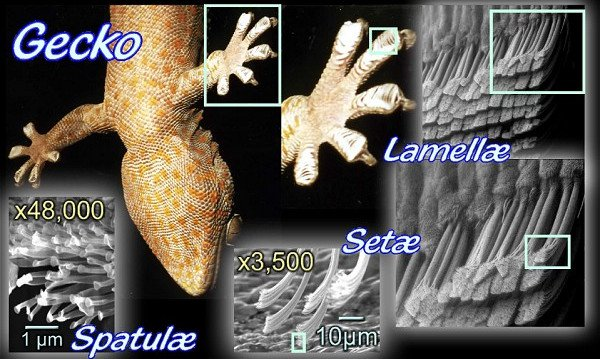 Gecko
Lamellæ
Setæ
x48,000
1 µm
Spatulæ
x3,500
10µm